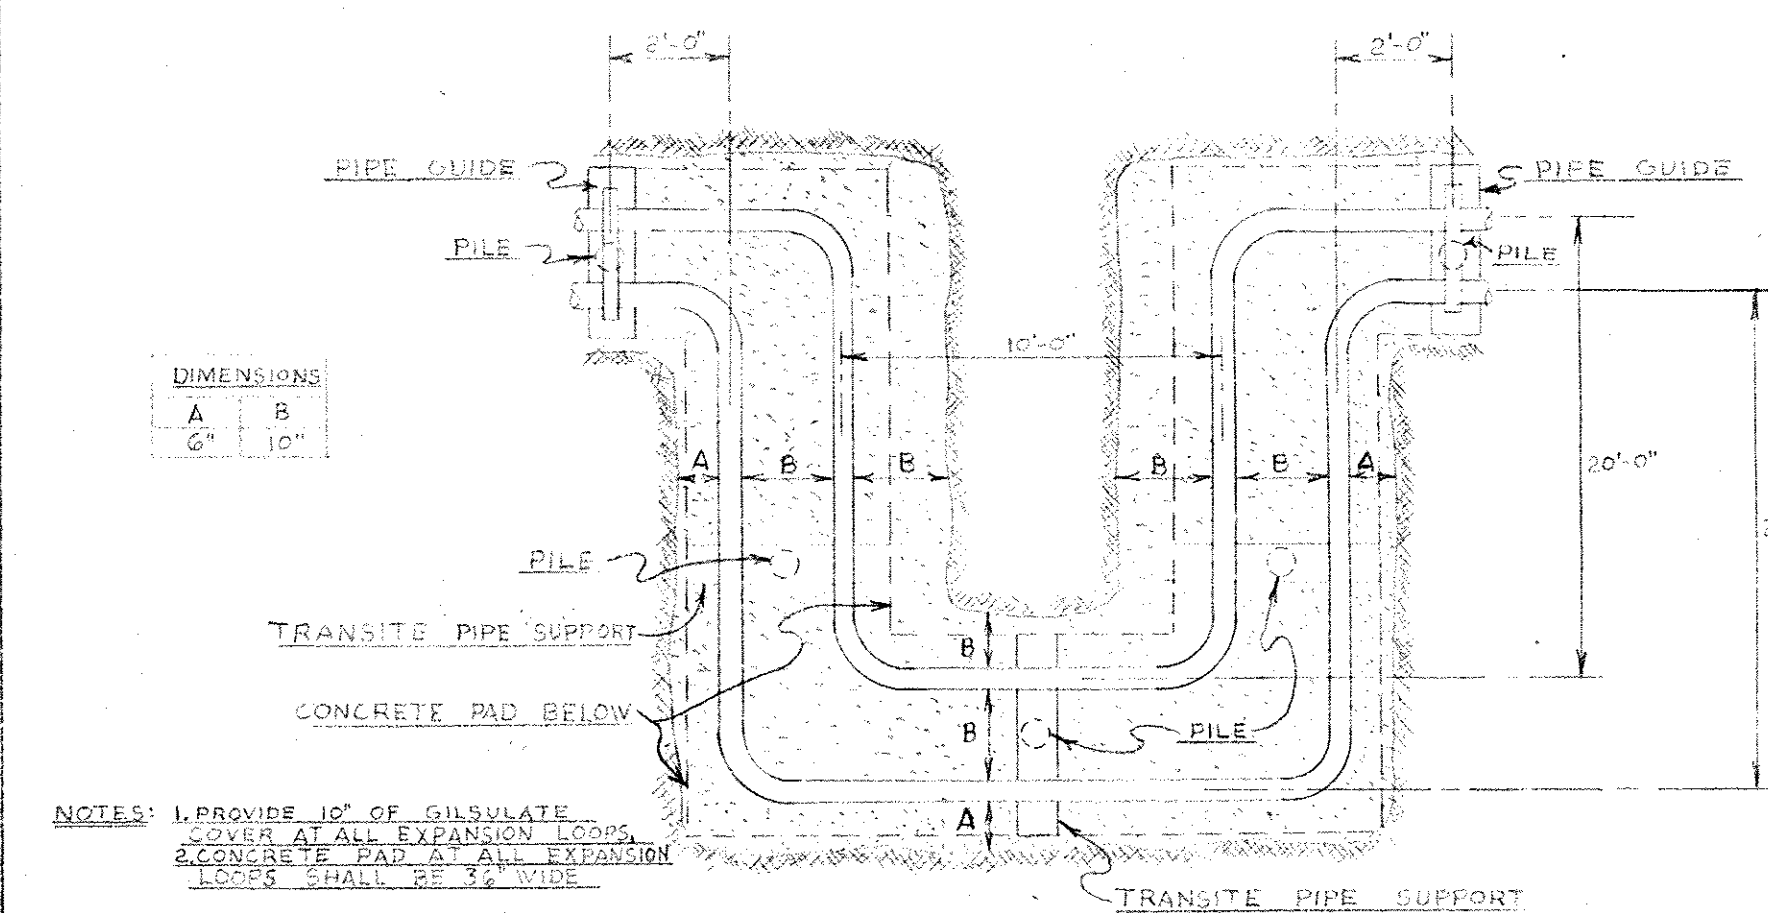 2'-0"
2'-0"
PIPE GUIDE
PIPE GUIDE
PILE
PILE
10'-0"
DIMENSIONS
A B
6" 10"
A B B B B A
20'-0"
PILE
TRANSITE PIPE SUPPORT
B
CONCRETE PAD BELOW
B
PILE
NOTES: 1. PROVIDE 10" OF GILSULATE
COVER AT ALL EXPANSION LOOPS.
2. CONCRETE PAD AT ALL EXPANSION
LOOPS SHALL BE 36" WIDE
A
TRANSITE PIPE SUPPORT